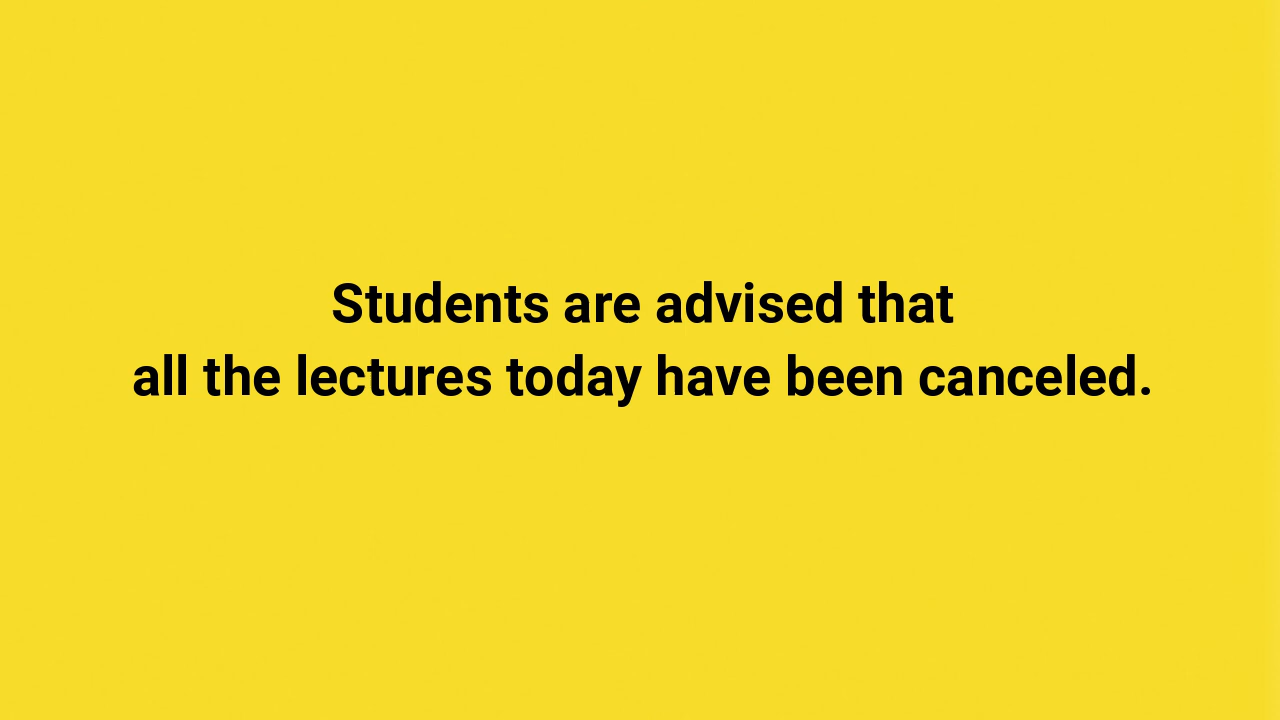 Students are advised that
all the lectures today have been canceled.